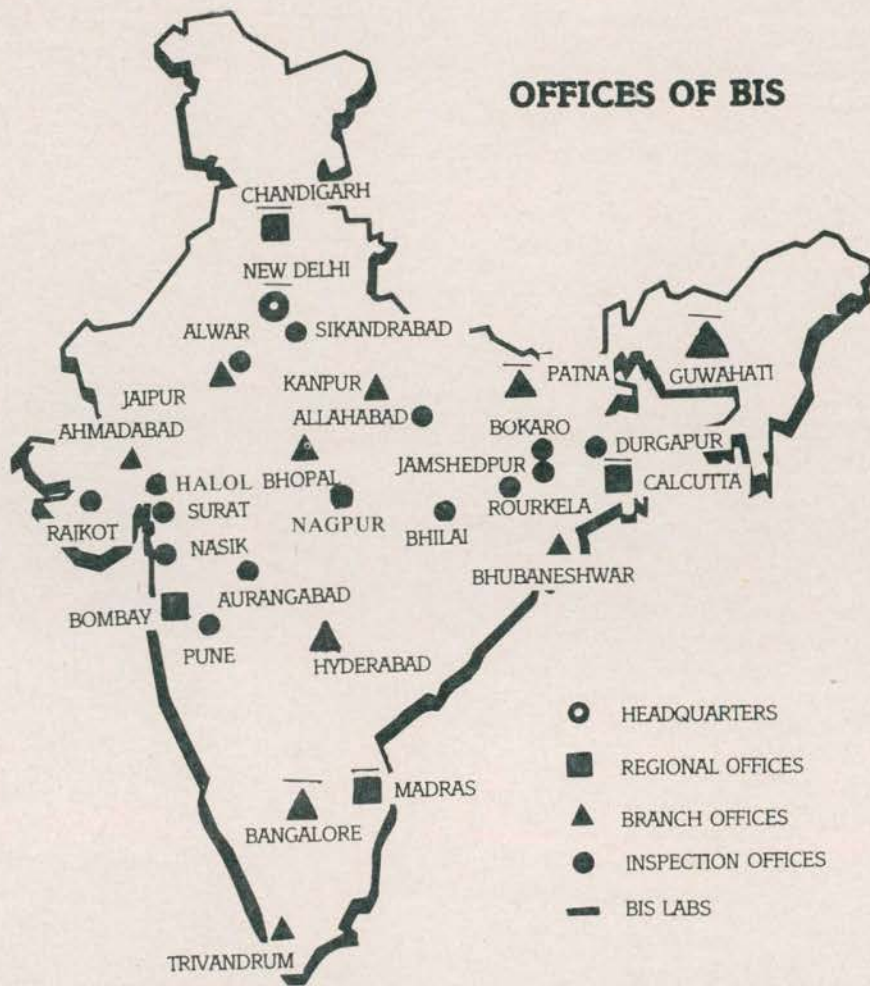 OFFICES OF BIS
CHANDIGARH
NEW DELHI
ALWAR
SIKANDRABAD
JAIPUR
KANPUR
PATNA
GUWAHATI
ALLAHABAD
AHMADABAD
BOKARO
DURGAPUR
HALOL
BHOPAL
JAMSHEDPUR
CALCUTTA
RAJKOT
SURAT
NAGPUR
ROURKELA
BHILAI
NASIK
BHUBANESHWAR
AURANGABAD
BOMBAY
PUNE
HYDERABAD
HEADQUARTERS
REGIONAL OFFICES
MADRAS
BRANCH OFFICES
BANGALORE
INSPECTION OFFICES
BIS LABS
TRIVANDRUM